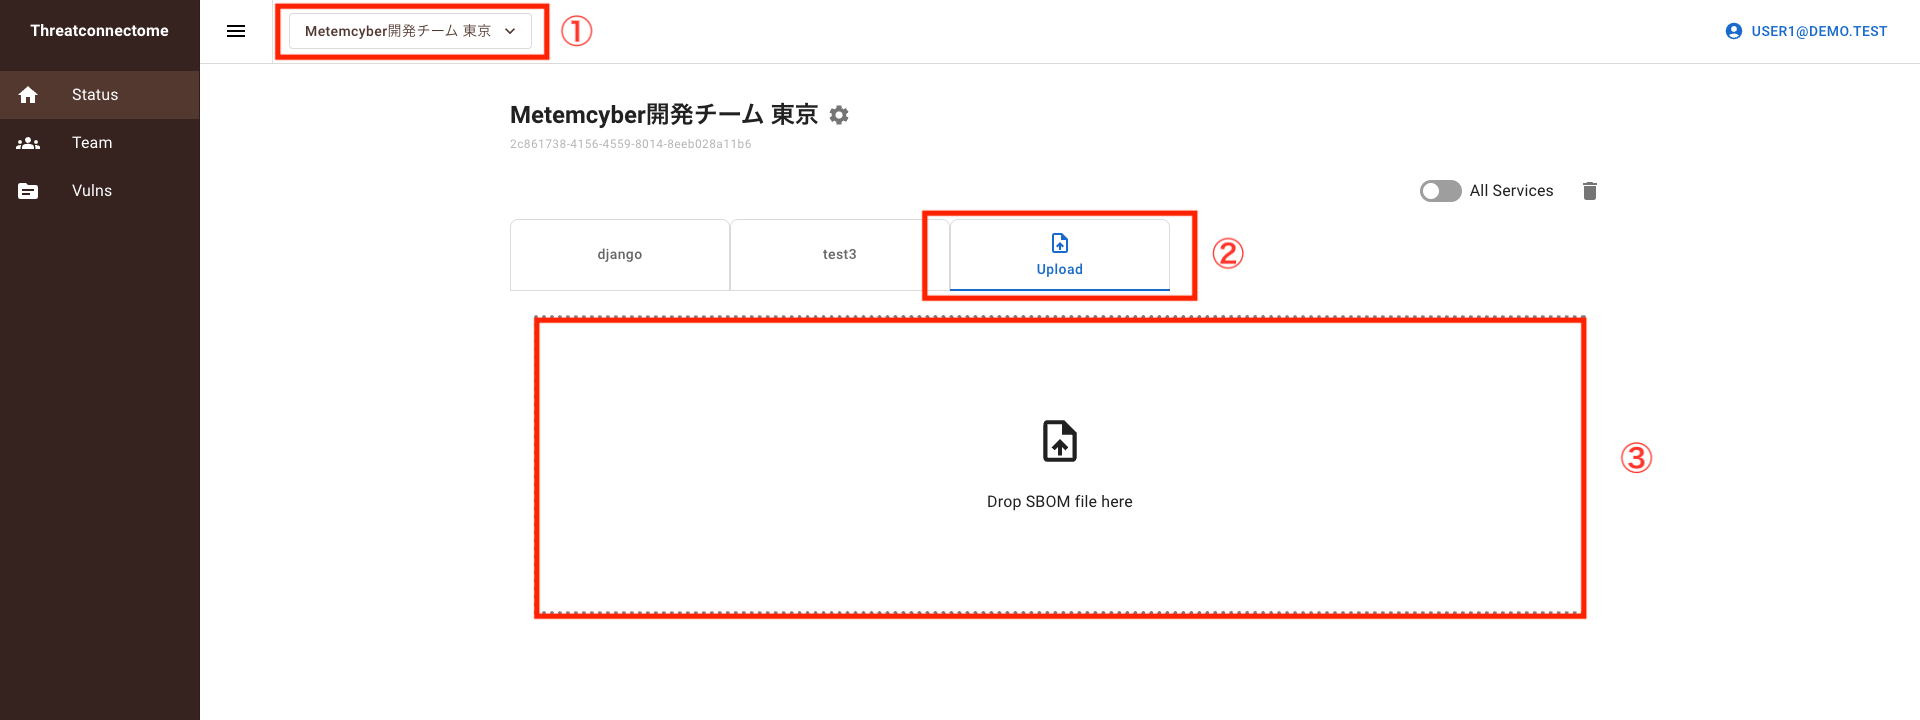 Threatconnectome
Metemcyber開発チーム 東京
①
USER1@DEMO.TEST
Status
Team
Vulns
Metemcyber開発チーム 東京
2c861738-4156-4559-8014-8eeb028a11b6
All Services
django
test3
Upload
②
Drop SBOM file here
③